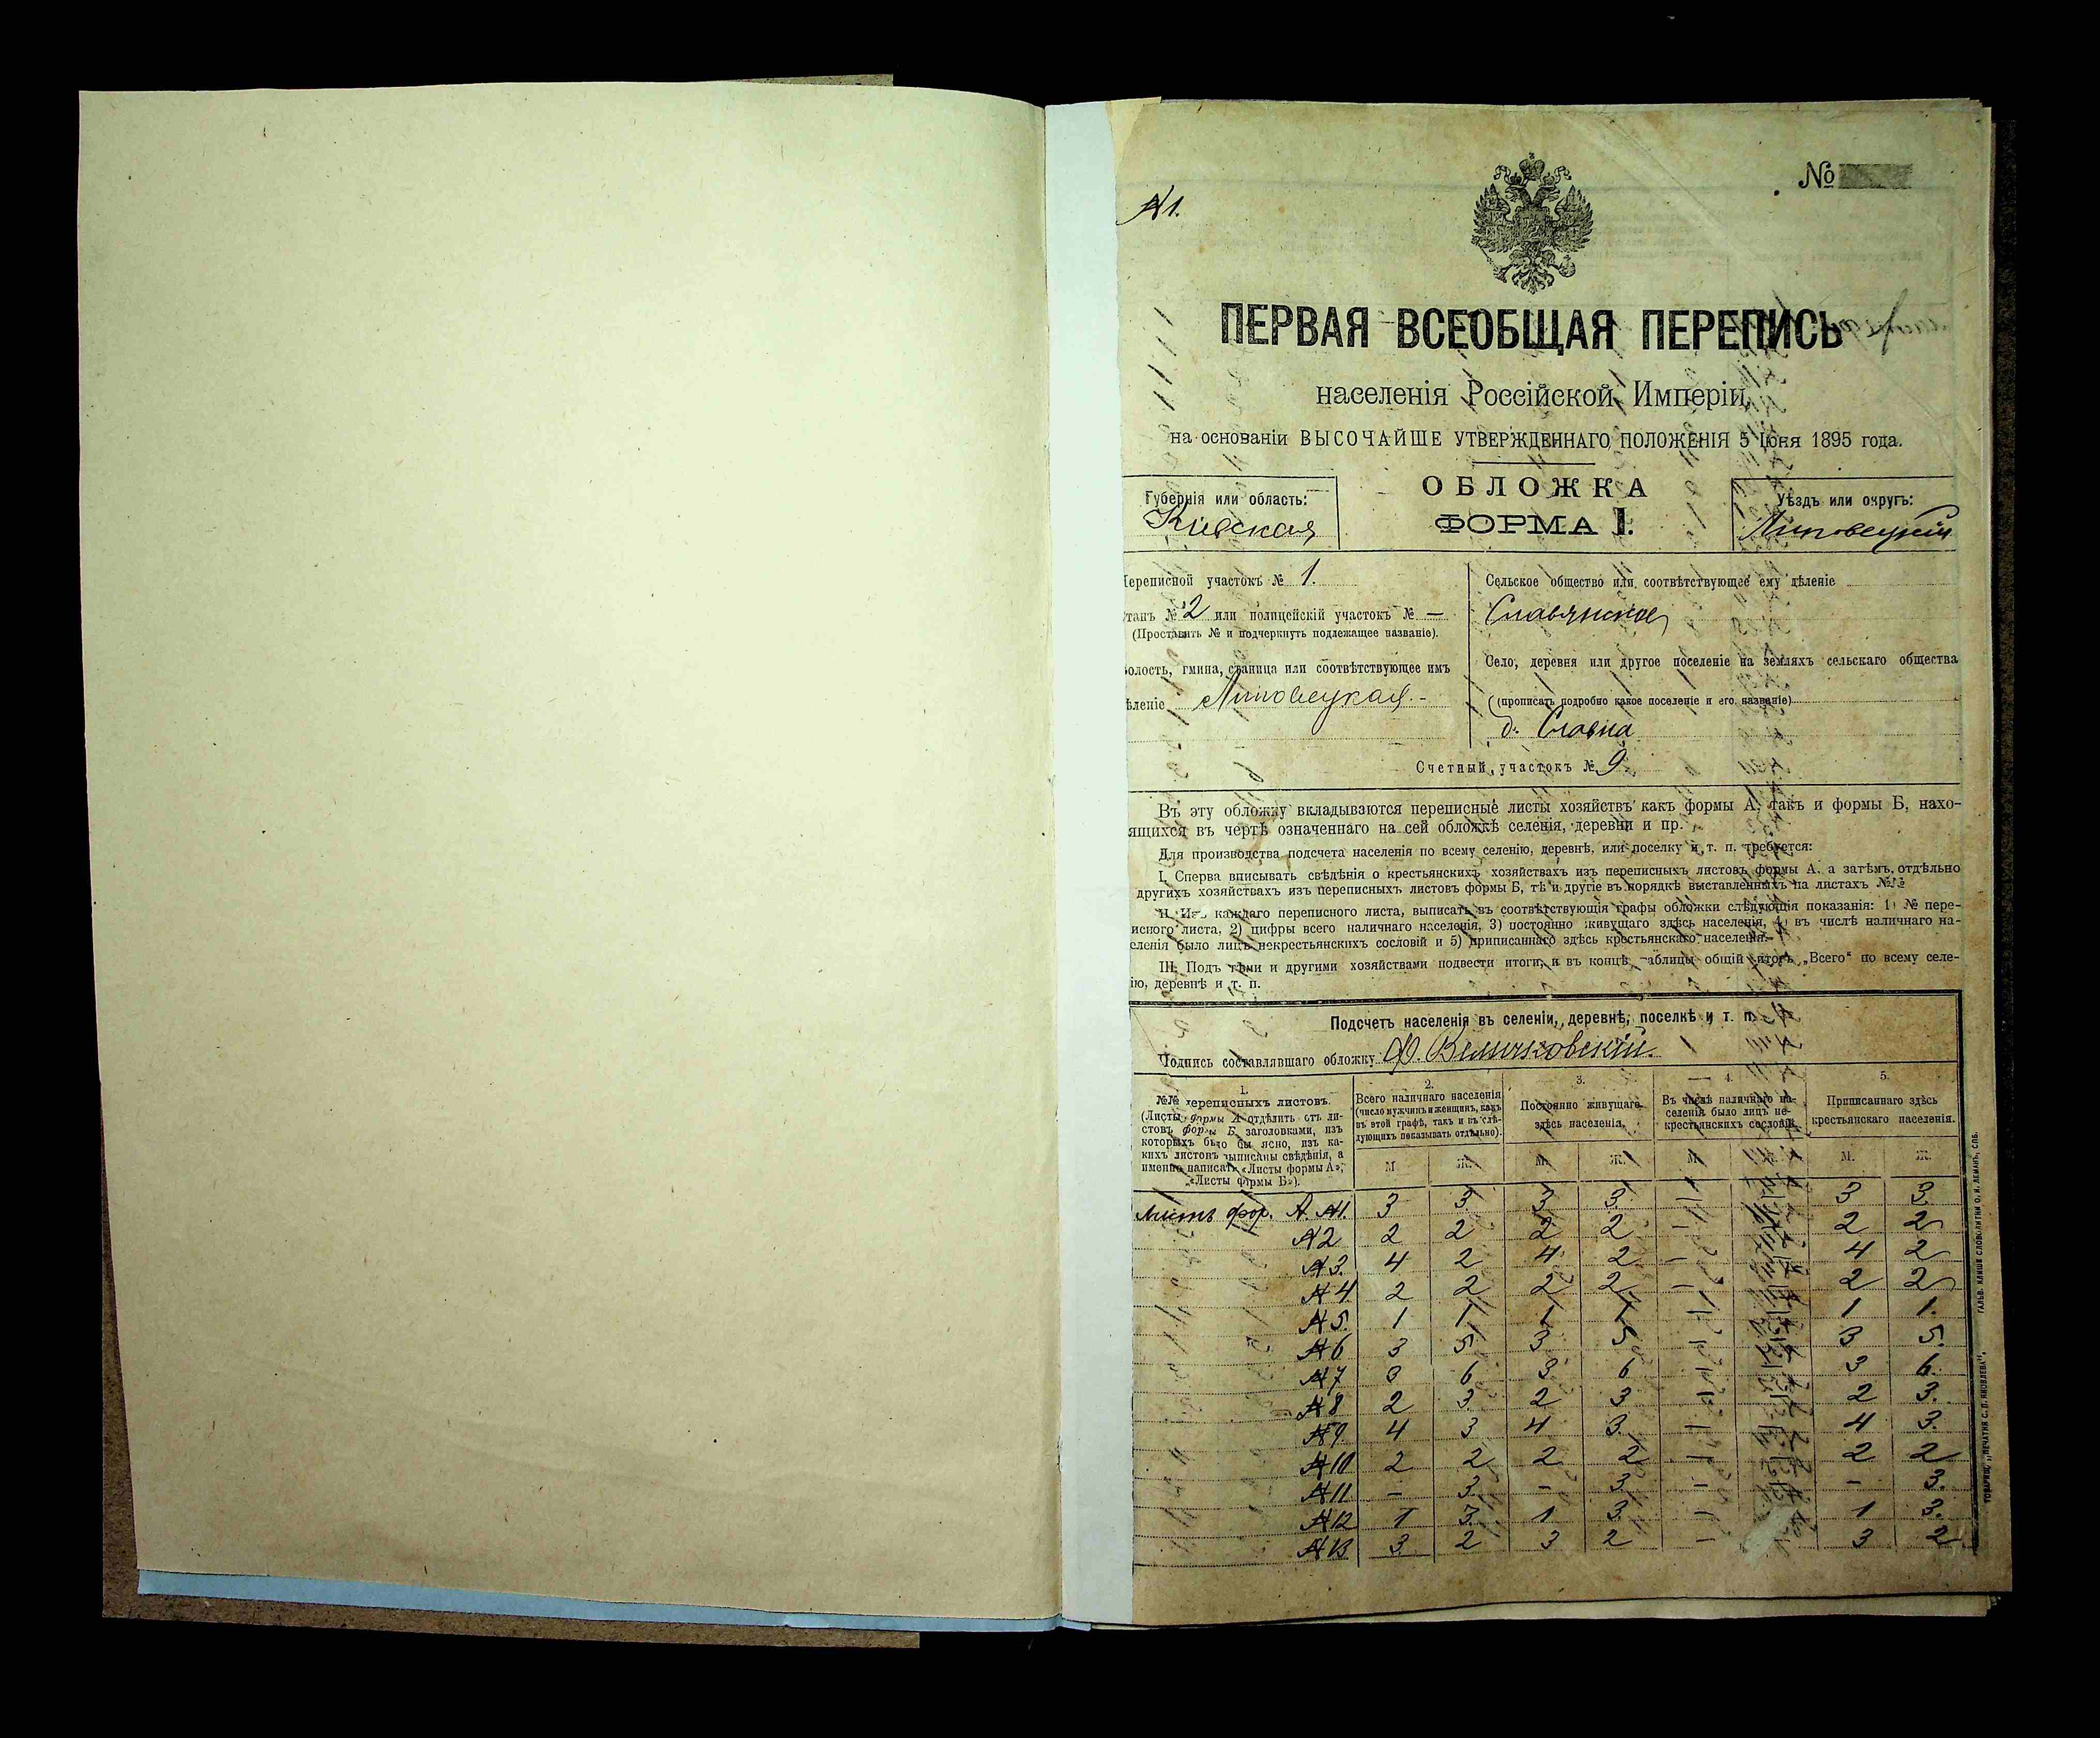 № 1.
№
ПЕРВАЯ ВСЕОБЩАЯ ПЕРЕПИСЬ
населенія Россійской Имперіи,
на основаніи ВЫСОЧАЙШЕ УТВЕРЖДЕННАГО ПОЛОЖЕНІЯ 5 Іюня 1895 года.
ОБЛОЖКА
ФОРМА I.
Губернія или область:
Кіевская
Уѣздъ или округъ:
Липовецкій
Переписной участокъ № 1.
Станъ № 2 или полицейскій участокъ № —
(Проставить № и подчеркнуть подлежащее названіе).
Волость, гмина, станица или соотвѣтствующее имъ
дѣленіе Липовецкая.
Сельское общество или соотвѣтствующее ему дѣленіе
Славянское
Село, деревня или другое поселеніе на земляхъ сельскаго общества
(прописать подробно какое поселеніе и его названіе)
д. Славна
Счетный участокъ № 9
Въ эту обложку вкладываются переписные листы хозяйствъ какъ формы А, такъ и формы Б, нахо-
ящихся въ чертѣ означеннаго на сей обложкѣ селенія, деревни и пр.
Для производства подсчета населенія по всему селенію, деревнѣ, или поселку и т. п. требуется:
I. Сперва вписывать свѣдѣнія о крестьянскихъ хозяйствахъ изъ переписныхъ листовъ формы А. а затѣмъ отдѣльно
другихъ хозяйствахъ изъ переписныхъ листовъ формы Б, тѣ и другіе въ порядкѣ выставленныхъ на листахъ №№
II. Изъ каждаго переписного листа, выписать въ соотвѣтствующія графы обложки слѣдующія показанія: 1) № пере-
исного листа, 2) цифры всего наличнаго населенія, 3) постоянно живущаго здѣсь населенія, 4) въ числѣ наличнаго на-
еленія было лицъ некрестьянскихъ сословій и 5) приписаннаго здѣсь крестьянскаго населенія.
III. Подъ тѣми и другими хозяйствами подвести итоги, и въ концѣ таблицы общій итогъ „Всего“ по всему селе-
ію, деревнѣ и т. п.
Подсчетъ населенія въ селеніи, деревнѣ, поселкѣ и т. п.
Подпись составлявшаго обложку: Величковскій.
1.
№№ переписныхъ листовъ.
(Листы формы А отдѣлить отъ ли-
стовъ формы Б заголовками, изъ
которыхъ было бы ясно, изъ ка-
кихъ листовъ выписаны свѣдѣнія, а
именно написать «Листы формы А»,
«Листы формы Б»).
2.
Всего наличнаго населенія
(число мужчинъ и женщинъ, какъ
въ этой графѣ, такъ и въ слѣ-
дующихъ показывать отдѣльно).
3.
Постоянно живущаго
здѣсь населенія.
4.
Въ числѣ наличнаго на-
селенія было лицъ не-
крестьянскихъ сословій.
5.
Приписаннаго здѣсь
крестьянскаго населенія.
М. Ж. М. Ж. М. Ж. М. Ж.
Листъ фор. А. №1. 3 3 3 3 3 3
№2 2 2 2 2 2 2
№3. 4 2 4 2 4 2
№4 2 2 2 2 2 2
№5. 1 1 1 1 1 1.
№6 3 5 3 5 3 5.
№7 3 6 3 6 3 6.
№8 2 3 2 3 2 3.
№9. 4 3 4 3 4 3.
№10 2 2 2 2 2 2
№11 – 3 – 3 – 3.
№12 1 3 1 3 1 3.
№13 3 2 3 2 3 2
ТОВАРИЩ. „ПЕЧАТНЯ С. П. ЯКОВЛЕВА“.
ГАЛЬВ. КЛИШЕ СЛОВОЛИТНИ О. И. ЛЕМАНЪ, СПБ.